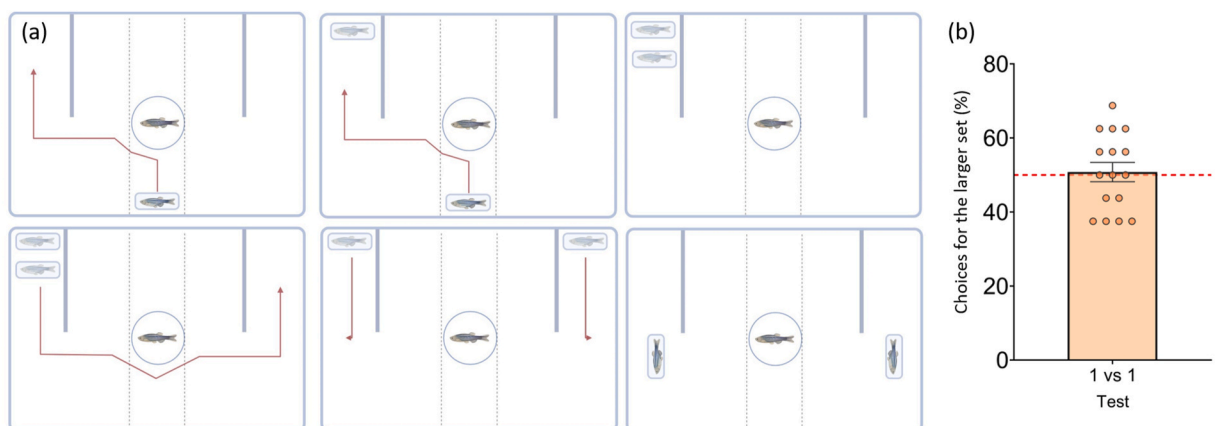 (a)
(b)
Choices for the larger set (%)
80
60
40
20
0
1 vs 1
Test